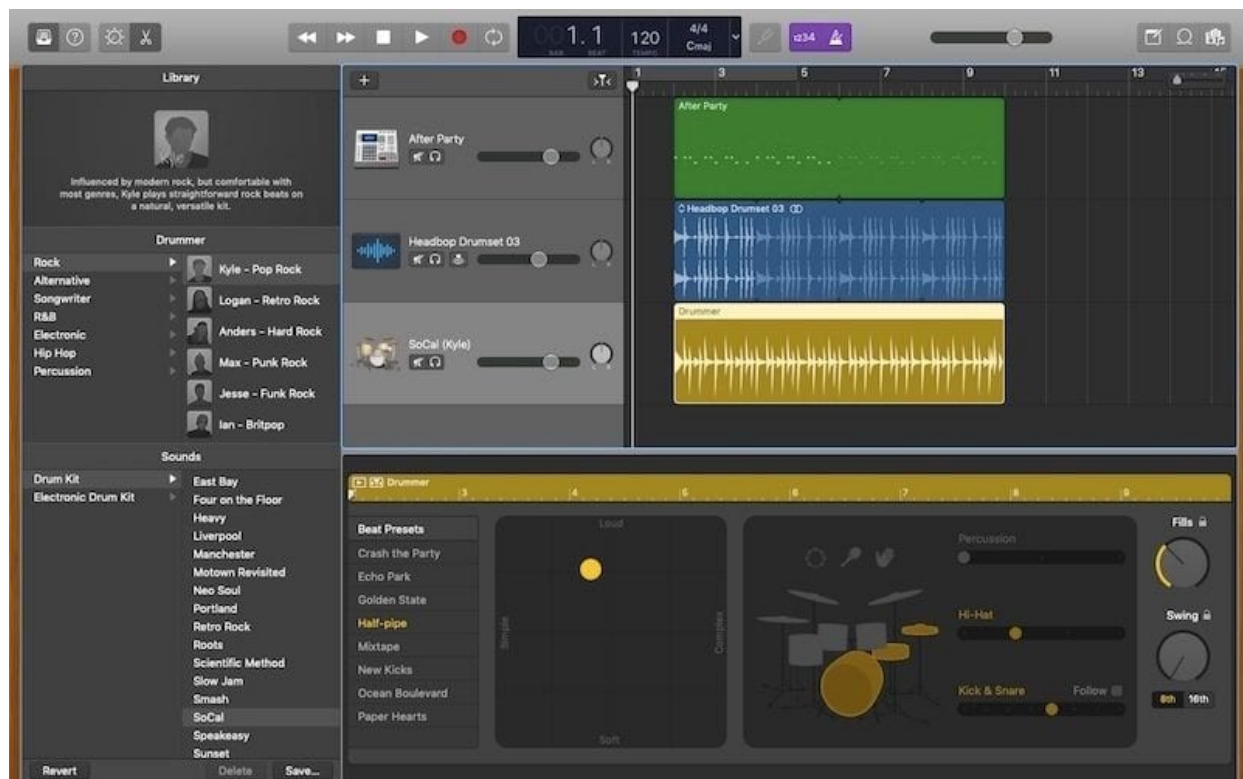 001.1
BAR
BEAT
120
TEMPO
4/4
Cmaj
1234
Library
Influenced by modern rock, but comfortable with
most genres, Kyle plays straightforward rock beats on
a natural, versatile kit.
Drummer
Rock
Alternative
Songwriter
R&B
Electronic
Hip Hop
Percussion
Kyle - Pop Rock
Logan - Retro Rock
Anders - Hard Rock
Max - Punk Rock
Jesse - Funk Rock
Ian - Britpop
Sounds
Drum Kit
Electronic Drum Kit
East Bay
Four on the Floor
Heavy
Liverpool
Manchester
Motown Revisited
Neo Soul
Portland
Retro Rock
Roots
Scientific Method
Slow Jam
Smash
SoCal
Speakeasy
Sunset
Revert
Delete
Save...
1 3 5 7 9 11 13 15
After Party
Headbop Drumset 03
SoCal (Kyle)
After Party
Headbop Drumset 03
Drummer
Drummer
3 4 5 6 7 8 9
Beat Presets
Crash the Party
Echo Park
Golden State
Half-pipe
Mixtape
New Kicks
Ocean Boulevard
Paper Hearts
Loud
Simple
Complex
Soft
Percussion
Hi-Hat
Kick & Snare
Follow
Fills
Swing
8th 16th